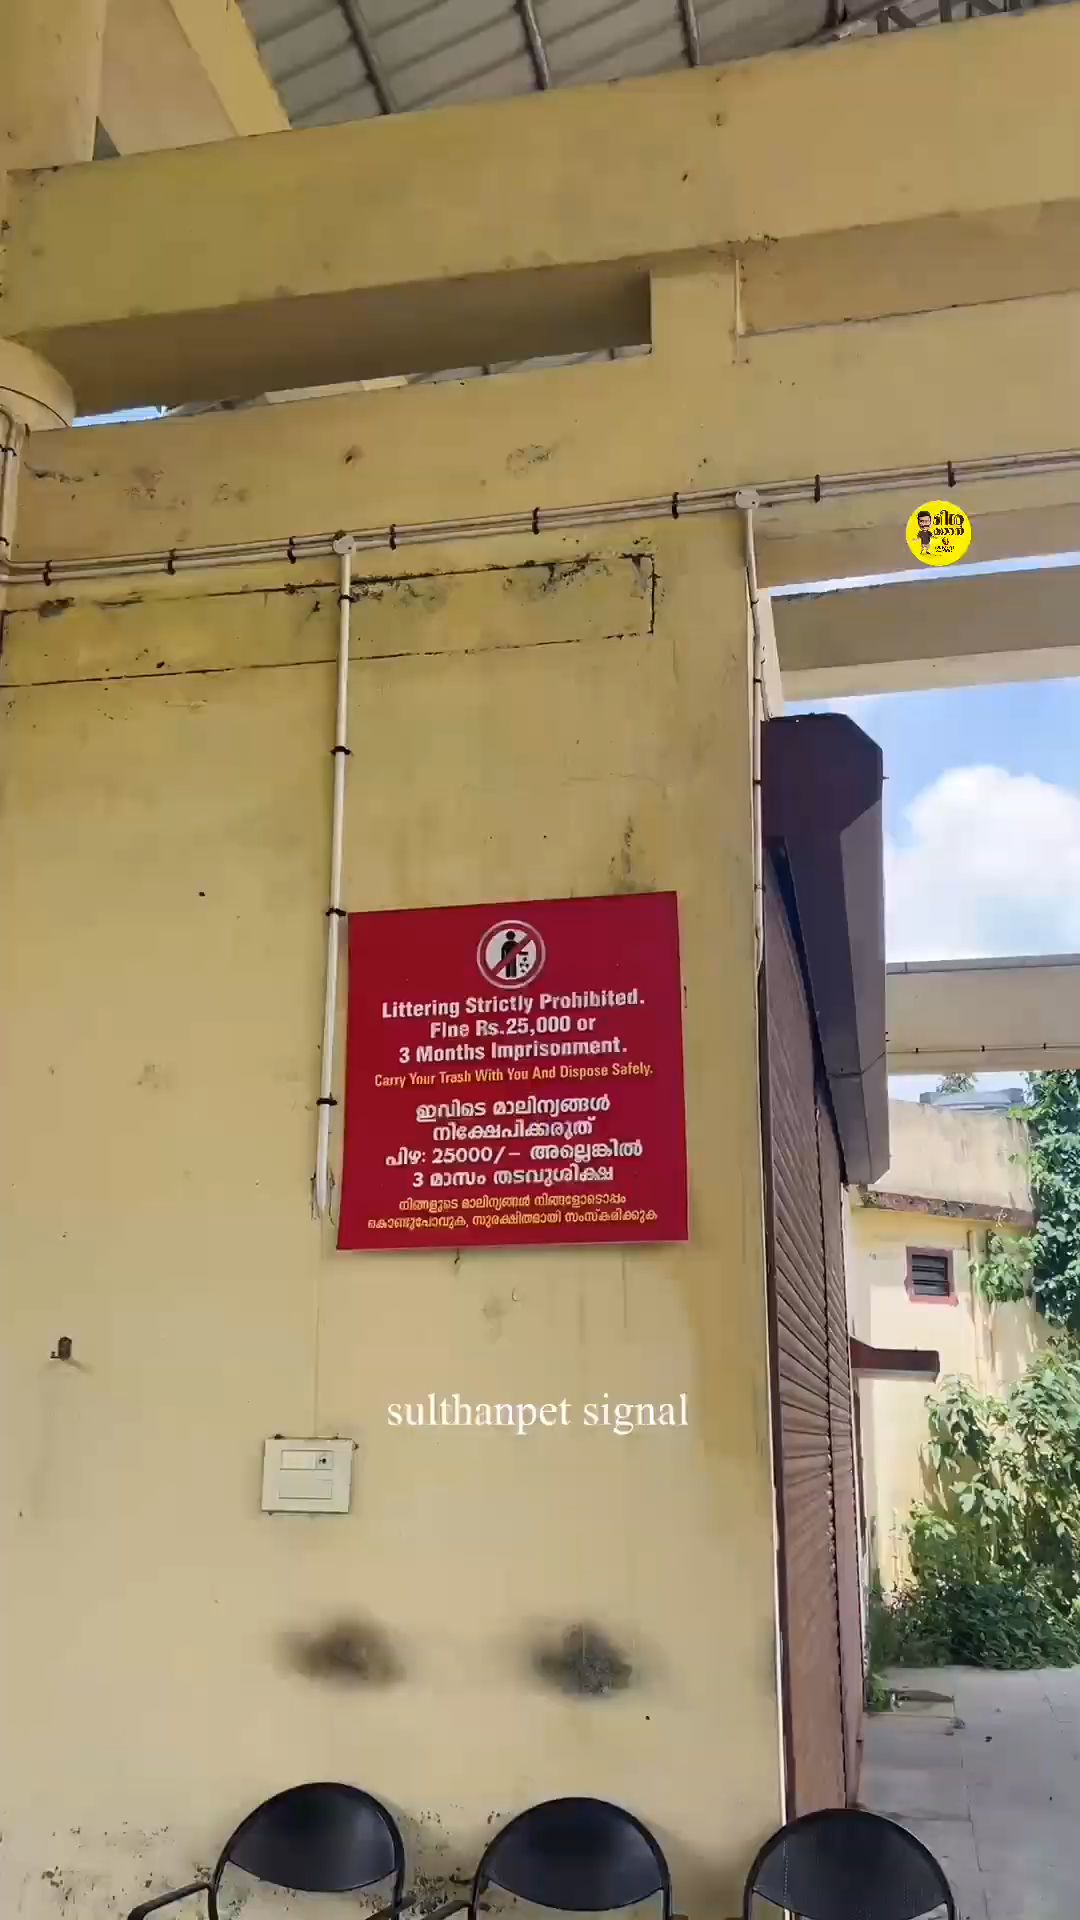 Littering Strictly Prohibited.
Fine Rs.25,000 or
3 Months Imprisonment.
Carry Your Trash With You And Dispose Safely.
ഇവിടെ മാലിന്യങ്ങൾ
നിക്ഷേപിക്കരുത്
പിഴ: 25000/- അല്ലെങ്കിൽ
3 മാസം തടവുശിക്ഷ
നിങ്ങളുടെ മാലിന്യങ്ങൾ നിങ്ങളോടൊപ്പം
കൊണ്ടുപോവുക, സുരക്ഷിതമായി സംസ്കരിക്കുക
sulthanpet signal